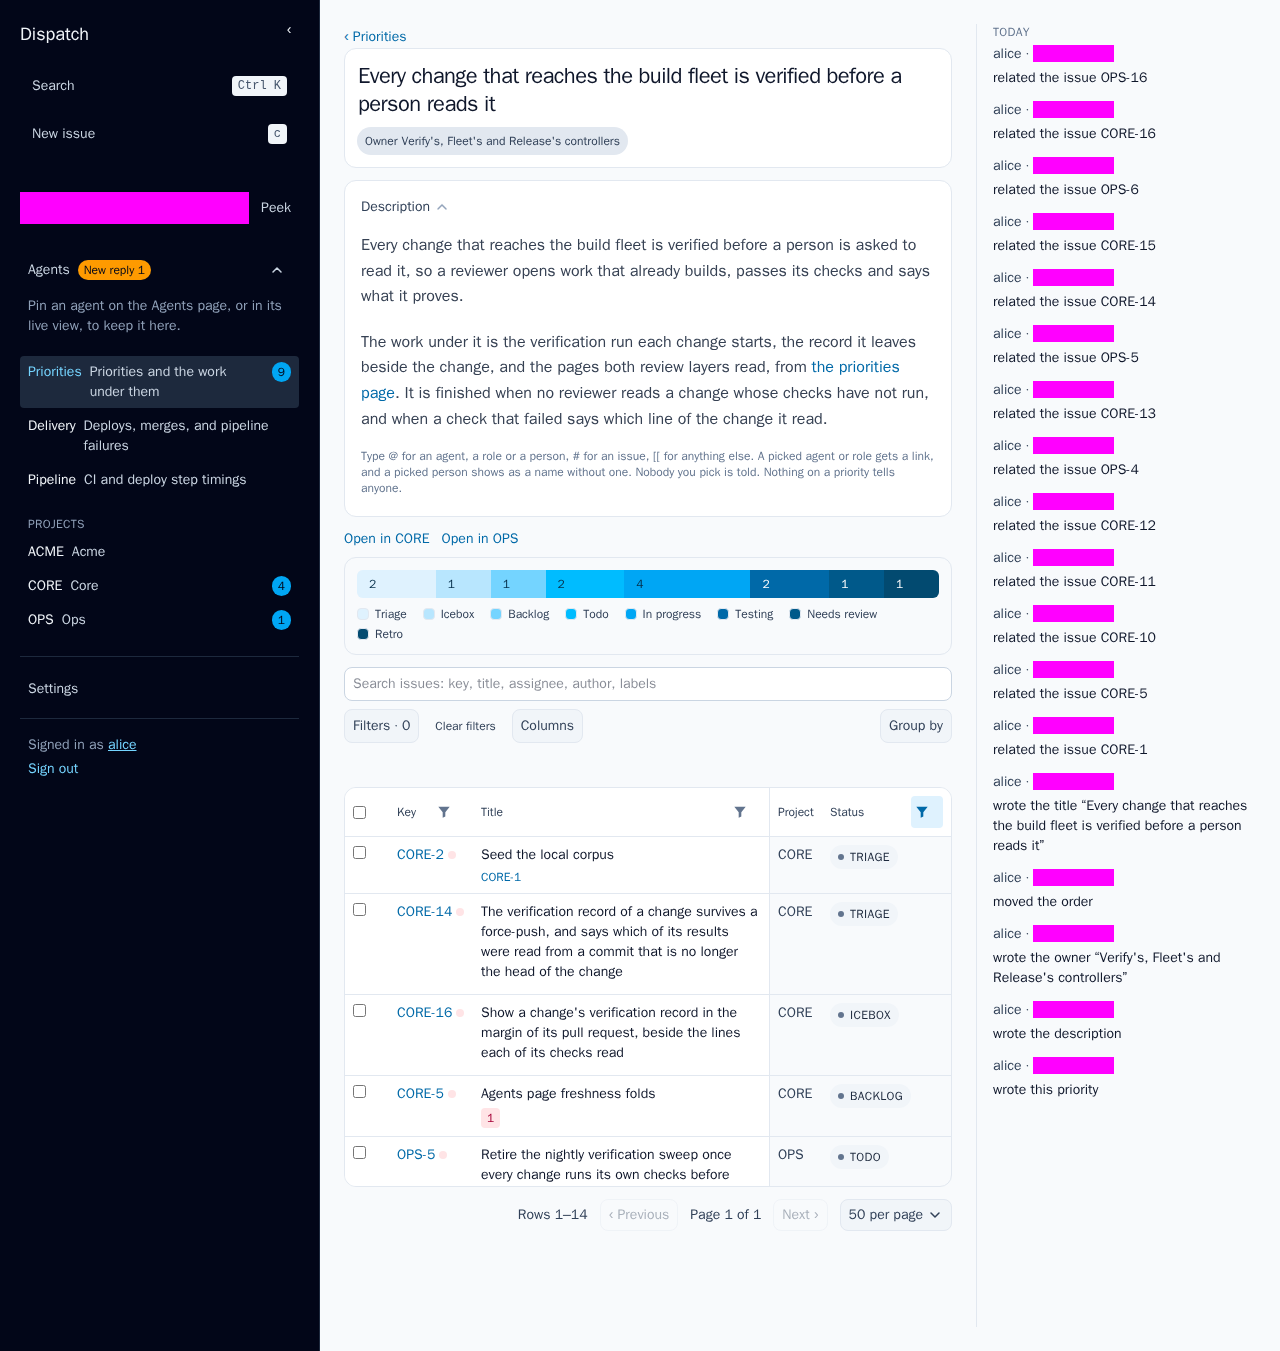 Dispatch
‹
Search
Ctrl K
New issue
C
Peek
Agents
New reply 1
Pin an agent on the Agents page, or in its
live view, to keep it here.
Priorities
Priorities and the work
under them
9
Delivery
Deploys, merges, and pipeline
failures
Pipeline
CI and deploy step timings
PROJECTS
ACME Acme
CORE Core
4
OPS Ops
1
Settings
Signed in as alice
Sign out
‹ Priorities
Every change that reaches the build fleet is verified before a
person reads it
Owner Verify's, Fleet's and Release's controllers
Description
Every change that reaches the build fleet is verified before a person is asked to
read it, so a reviewer opens work that already builds, passes its checks and says
what it proves.
The work under it is the verification run each change starts, the record it leaves
beside the change, and the pages both review layers read, from the priorities
page. It is finished when no reviewer reads a change whose checks have not run,
and when a check that failed says which line of the change it read.
Type @ for an agent, a role or a person, # for an issue, [[ for anything else. A picked agent or role gets a link,
and a picked person shows as a name without one. Nobody you pick is told. Nothing on a priority tells
anyone.
Open in CORE Open in OPS
2 1 1 2 4 2 1 1
Triage Icebox Backlog Todo In progress Testing Needs review
Retro
Search issues: key, title, assignee, author, labels
Filters · 0
Clear filters
Columns
Group by
Key Title Project Status
CORE-2 Seed the local corpus CORE TRIAGE
CORE-1
CORE-14 The verification record of a change survives a CORE TRIAGE
force-push, and says which of its results
were read from a commit that is no longer
the head of the change
CORE-16 Show a change's verification record in the CORE ICEBOX
margin of its pull request, beside the lines
each of its checks read
CORE-5 Agents page freshness folds CORE BACKLOG
1
OPS-5 Retire the nightly verification sweep once OPS TODO
every change runs its own checks before
Rows 1–14 ‹ Previous Page 1 of 1 Next › 50 per page
TODAY
alice ·
related the issue OPS-16
alice ·
related the issue CORE-16
alice ·
related the issue OPS-6
alice ·
related the issue CORE-15
alice ·
related the issue CORE-14
alice ·
related the issue OPS-5
alice ·
related the issue CORE-13
alice ·
related the issue OPS-4
alice ·
related the issue CORE-12
alice ·
related the issue CORE-11
alice ·
related the issue CORE-10
alice ·
related the issue CORE-5
alice ·
related the issue CORE-1
alice ·
wrote the title “Every change that reaches
the build fleet is verified before a person
reads it”
alice ·
moved the order
alice ·
wrote the owner “Verify's, Fleet's and
Release's controllers”
alice ·
wrote the description
alice ·
wrote this priority